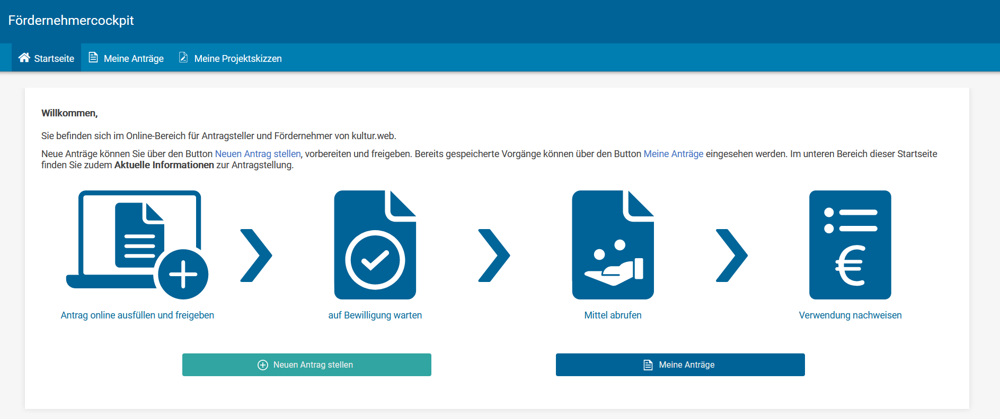 Fördernehmercockpit
Startseite
Meine Anträge
Meine Projektskizzen
Willkommen,
Sie befinden sich im Online-Bereich für Antragsteller und Fördernehmer von kultur.web.
Neue Anträge können Sie über den Button Neuen Antrag stellen, vorbereiten und freigeben. Bereits gespeicherte Vorgänge können über den Button Meine Anträge eingesehen werden. Im unteren Bereich dieser Startseite
finden Sie zudem Aktuelle Informationen zur Antragstellung.
€
Antrag online ausfüllen und freigeben
auf Bewilligung warten
Mittel abrufen
Verwendung nachweisen
Neuen Antrag stellen
Meine Anträge